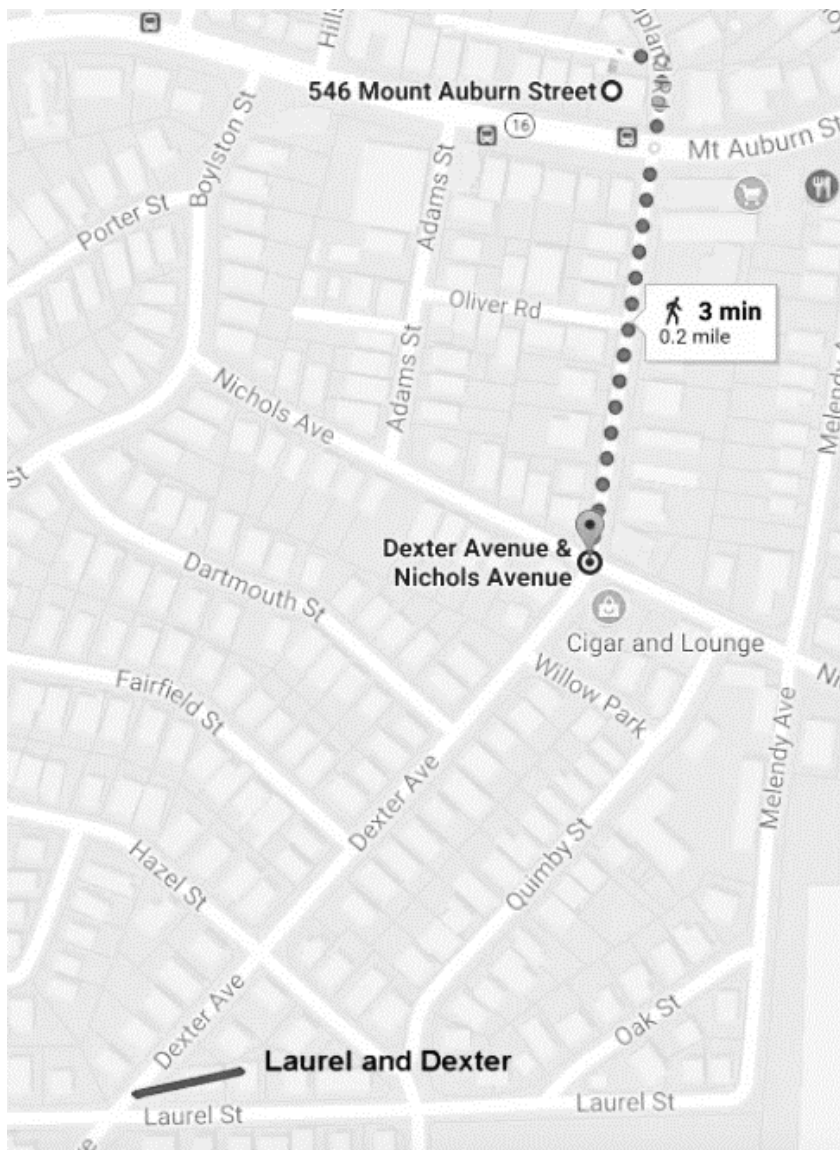 Hills
Upland Rd
546 Mount Auburn Street
16
Mt Auburn St
Boylston St
Adams St
Porter St
Oliver Rd
3 min
0.2 mile
Melendy A
Nichols Ave
Adams St
St
Dexter Avenue &
Nichols Avenue
Dartmouth St
Cigar and Lounge
Willow Park
Ni
Fairfield St
Melendy Ave
Dexter Ave
Quimby St
Hazel St
Dexter Ave
Oak St
Laurel and Dexter
Laurel St
Laurel St
ve